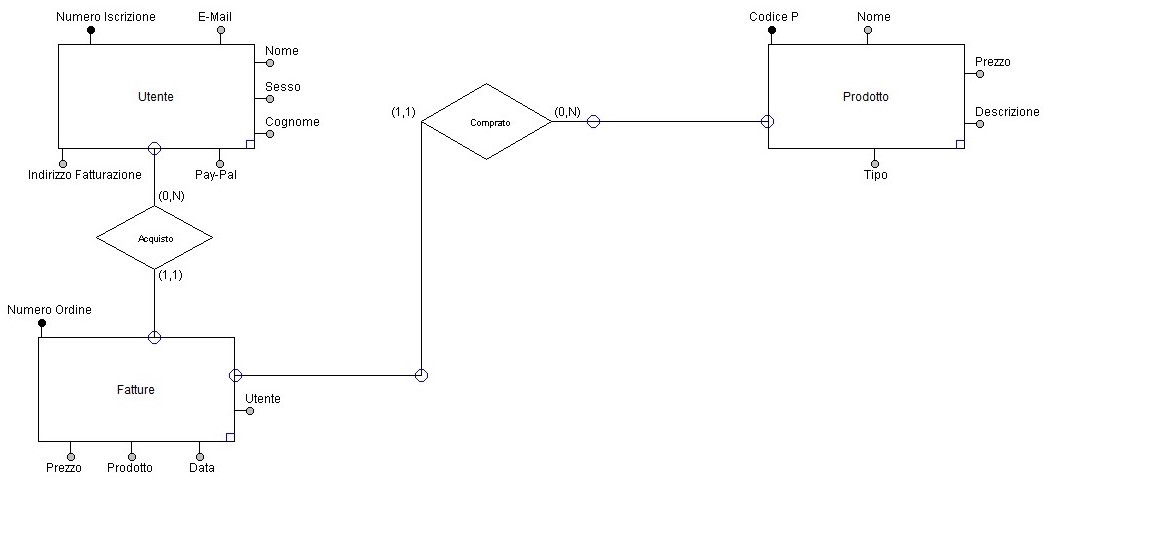 Numero Iscrizione
E-Mail
Codice P
Nome
Nome
Sesso
Cognome
Utente
Indirizzo Fatturazione
Pay-Pal
(1,1)
Comprato
(0,N)
Prodotto
Prezzo
Descrizione
Tipo
(0,N)
Acquisto
(1,1)
Numero Ordine
Fatture
Utente
Prezzo
Prodotto
Data